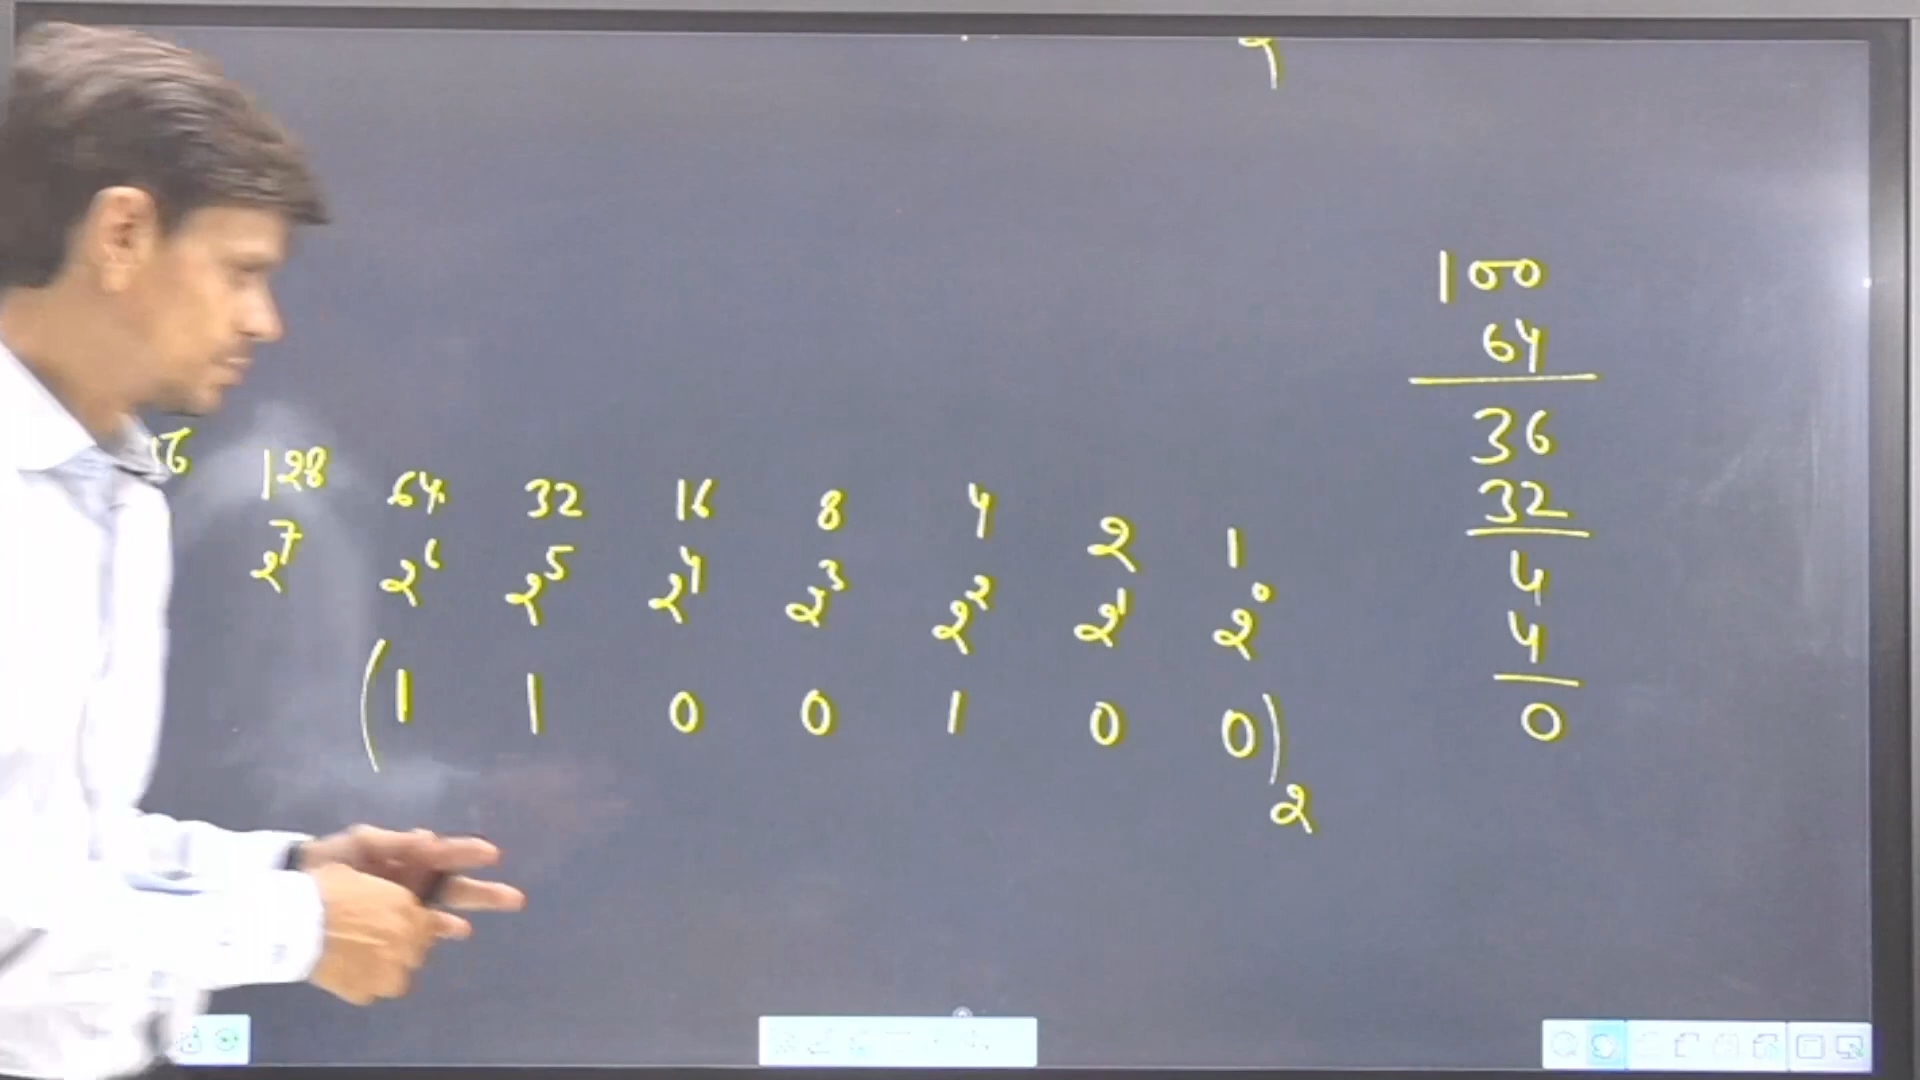 128 64 32 16 8 4 2 1
2⁷ 2⁶ 2⁵ 2⁴ 2³ 2² 2¹ 2⁰
(1 1 0 0 1 0 0)₂
100
64
36
32
4
4
0